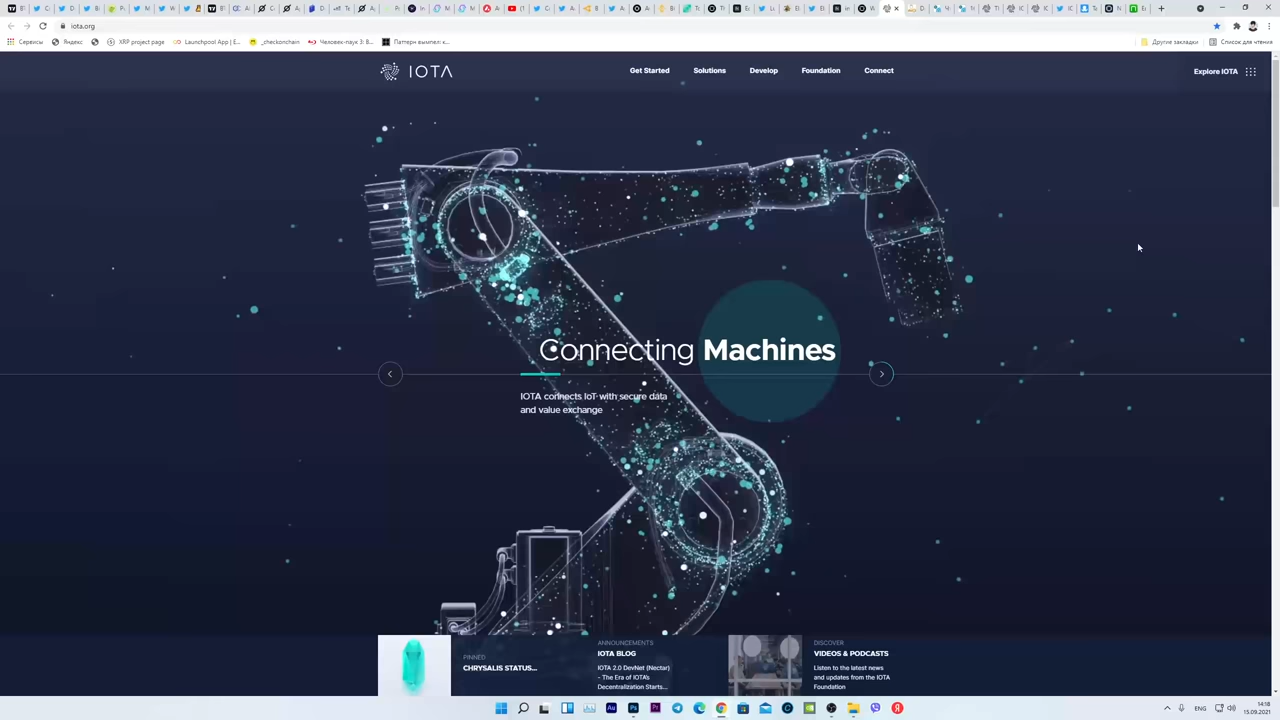 iota.org
Сервисы
Яндекс
XRP project page
Launchpool App | E...
_checkonchain
Человек-паук 3: В...
Паттерн вымпел: к...
Другие закладки
Список для чтения
IOTA
Get Started
Solutions
Develop
Foundation
Connect
Explore IOTA
Connecting Machines
IOTA connects IoT with secure data
and value exchange
PINNED
CHRYSALIS STATUS...
ANNOUNCEMENTS
IOTA BLOG
IOTA 2.0 DevNet (Nectar)
- The Era of IOTA's
Decentralization Starts...
DISCOVER
VIDEOS & PODCASTS
Listen to the latest news
and updates from the IOTA
Foundation
ENG
14:18
15.09.2021